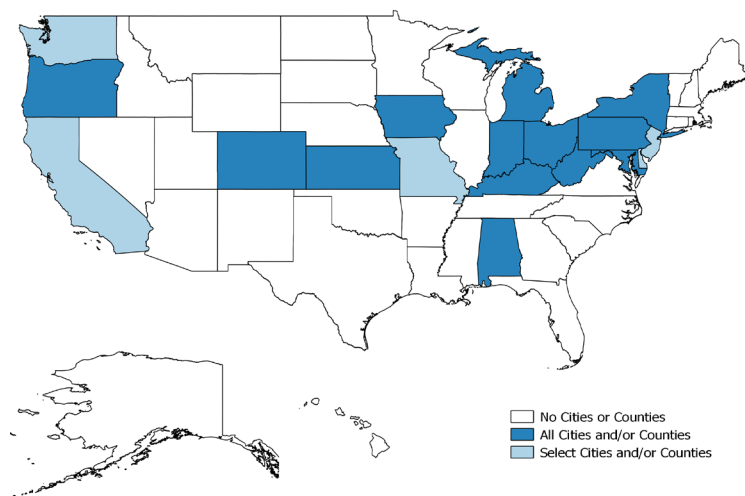 No Cities or Counties
All Cities and/or Counties
Select Cities and/or Counties